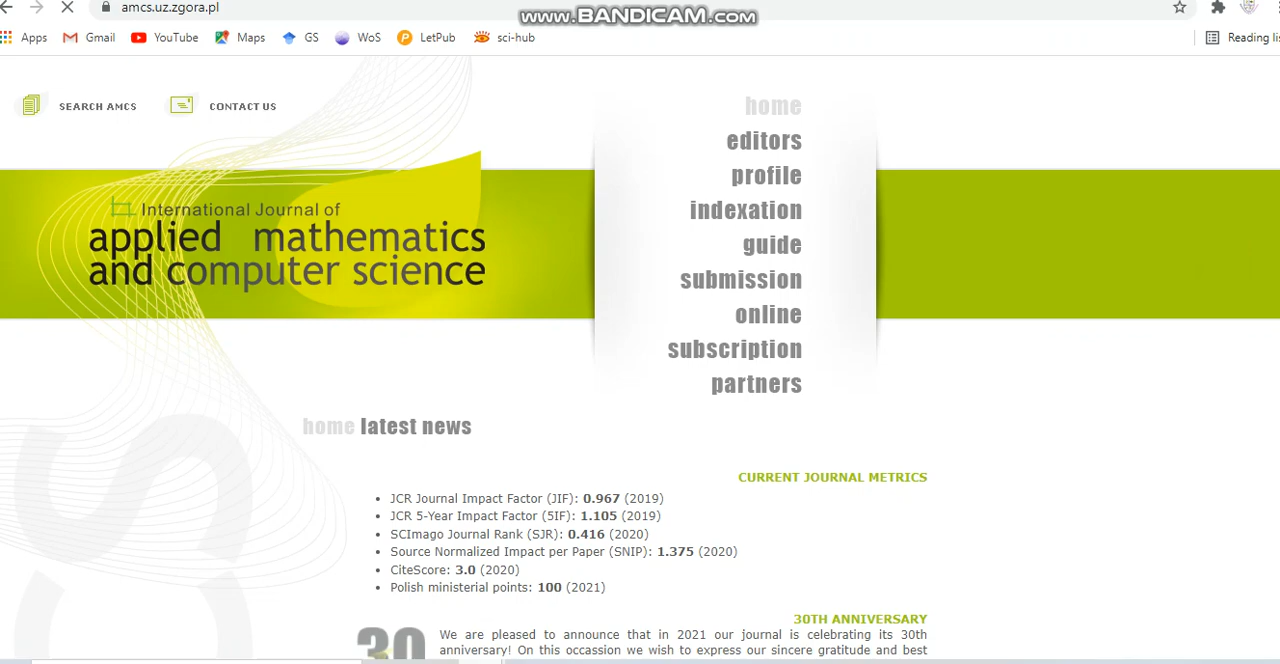 amcs.uz.zgora.pl
www.BANDICAM.com
Apps Gmail YouTube Maps GS WoS LetPub sci-hub
SEARCH AMCS CONTACT US
home
editors
profile
indexation
guide
submission
online
subscription
partners
International Journal of
applied mathematics
and computer science
home latest news
CURRENT JOURNAL METRICS
• JCR Journal Impact Factor (JIF): 0.967 (2019)
• JCR 5-Year Impact Factor (5IF): 1.105 (2019)
• SCImago Journal Rank (SJR): 0.416 (2020)
• Source Normalized Impact per Paper (SNIP): 1.375 (2020)
• CiteScore: 3.0 (2020)
• Polish ministerial points: 100 (2021)
30TH ANNIVERSARY
30
We are pleased to announce that in 2021 our journal is celebrating its 30th
anniversary! On this occassion we wish to express our sincere gratitude and best